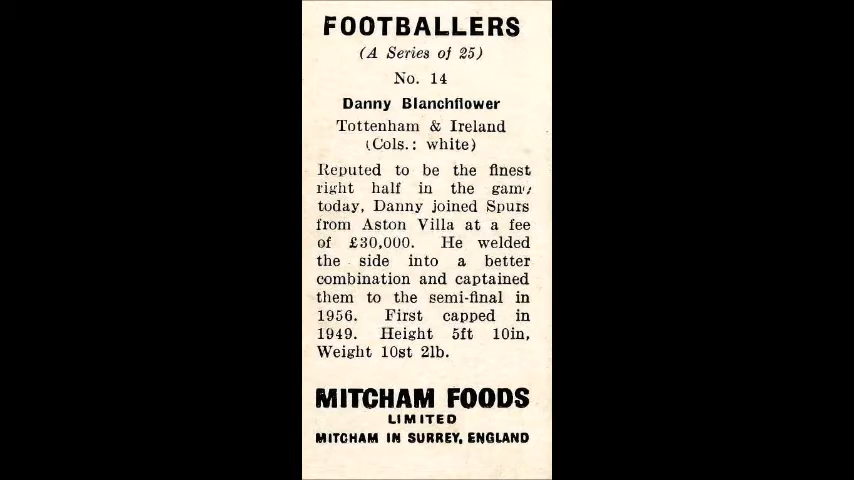 FOOTBALLERS
(A Series of 25)
No. 14
Danny Blanchflower
Tottenham & Ireland
(Cols.: white)
Reputed to be the finest
right half in the game
today, Danny joined Spurs
from Aston Villa at a fee
of £30,000. He welded
the side into a better
combination and captained
them to the semi-final in
1956. First capped in
1949. Height 5ft 10in,
Weight 10st 2lb.
MITCHAM FOODS
LIMITED
MITCHAM IN SURREY, ENGLAND